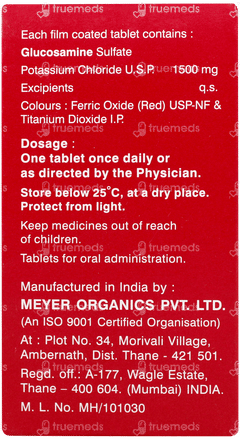 Each film coated tablet contains :
Glucosamine Sulfate
Potassium Chloride U.S.P. 1500 mg
Excipients q.s.
Colours : Ferric Oxide (Red) USP-NF &
Titanium Dioxide I.P.
Dosage :
One tablet once daily or
as directed by the Physician.
Store below 25°C, at a dry place.
Protect from light.
Keep medicines out of reach
of children.
Tablets for oral administration.
Manufactured in India by :
MEYER ORGANICS PVT. LTD.
(An ISO 9001 Certified Organisation)
At : Plot No. 34, Morivali Village,
Ambernath, Dist. Thane - 421 501.
Regd. off.: A-177, Wagle Estate,
Thane – 400 604. (Mumbai) INDIA.
M. L. No. MH/101030
truemeds